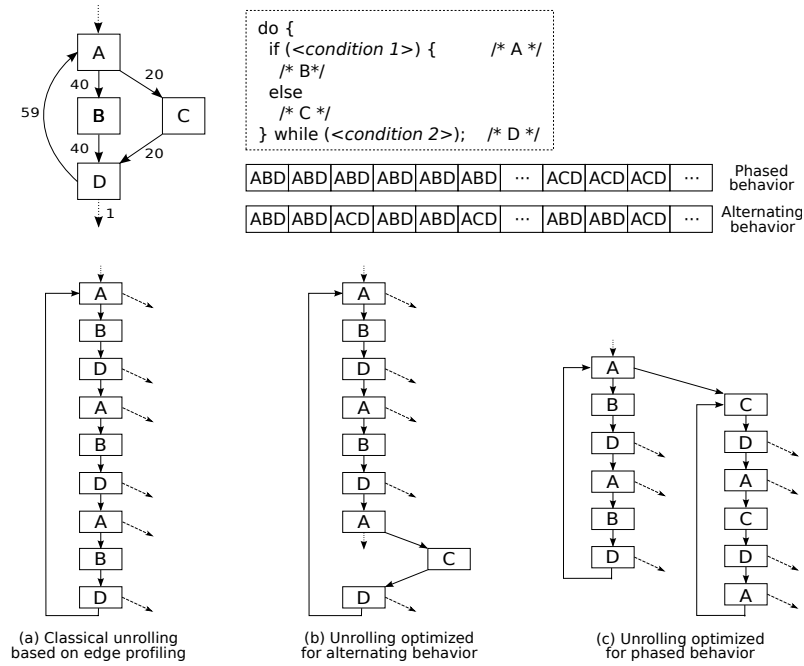 A
40
20
59
B
C
40
20
D
1
do {
if (<condition 1>) { /* A */
/* B*/
else
/* C */
} while (<condition 2>); /* D */
ABD ABD ABD ABD ABD ABD ··· ACD ACD ACD ··· Phased behavior
ABD ABD ACD ABD ABD ACD ··· ABD ABD ACD ··· Alternating behavior
A
B
D
A
B
D
A
B
D
(a) Classical unrolling
based on edge profiling
A
B
D
A
B
D
A
C
D
(b) Unrolling optimized
for alternating behavior
A
B
D
A
B
D
C
D
A
C
D
A
(c) Unrolling optimized
for phased behavior